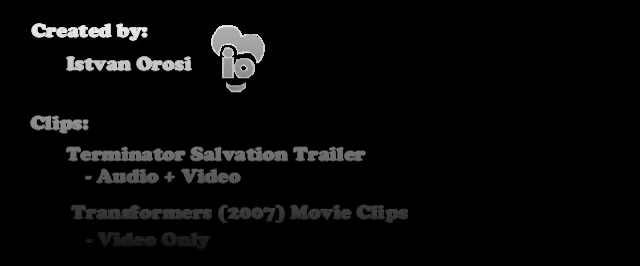 Created by:
Istvan Orosi
io
Clips:
Terminator Salvation Trailer
- Audio + Video
Transformers (2007) Movie Clips
- Video Only